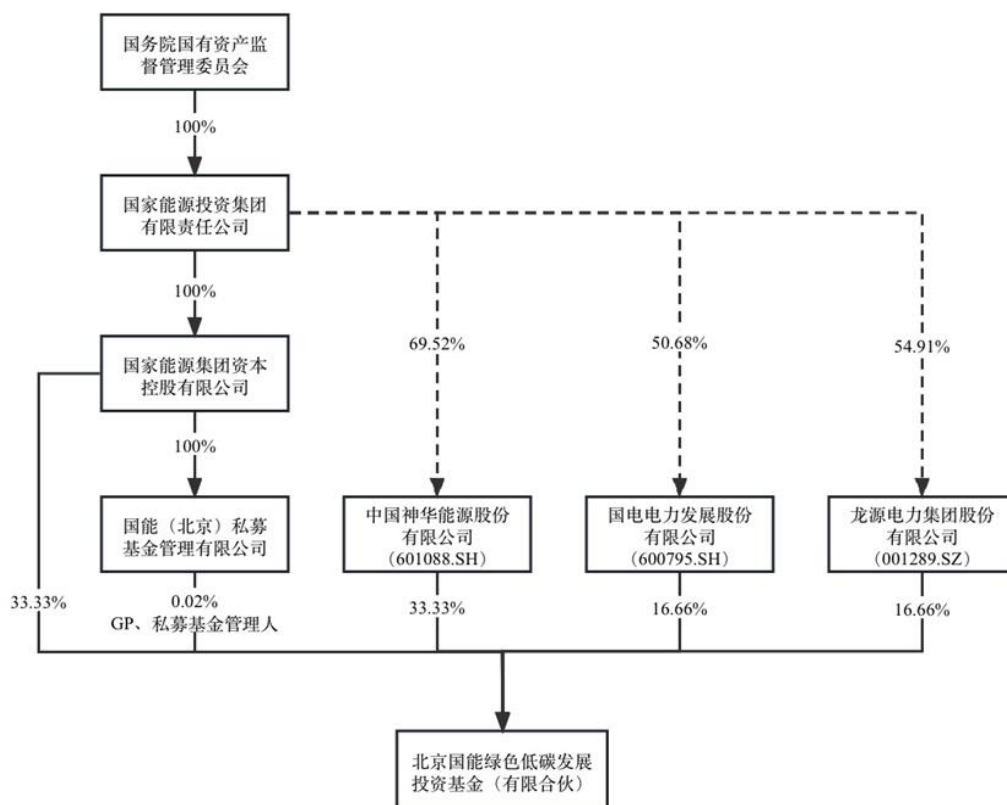 国务院国有资产监
督管理委员会
100%
国家能源投资集团
有限责任公司
100%
69.52%
50.68%
54.91%
国家能源集团资本
控股有限公司
100%
国能（北京）私募
基金管理有限公司
中国神华能源股份
有限公司
（601088.SH）
国电电力发展股份
有限公司
（600795.SH）
龙源电力集团股份
有限公司
（001289.SZ）
33.33%
0.02%
GP、私募基金管理人
33.33%
16.66%
16.66%
北京国能绿色低碳发展
投资基金（有限合伙）